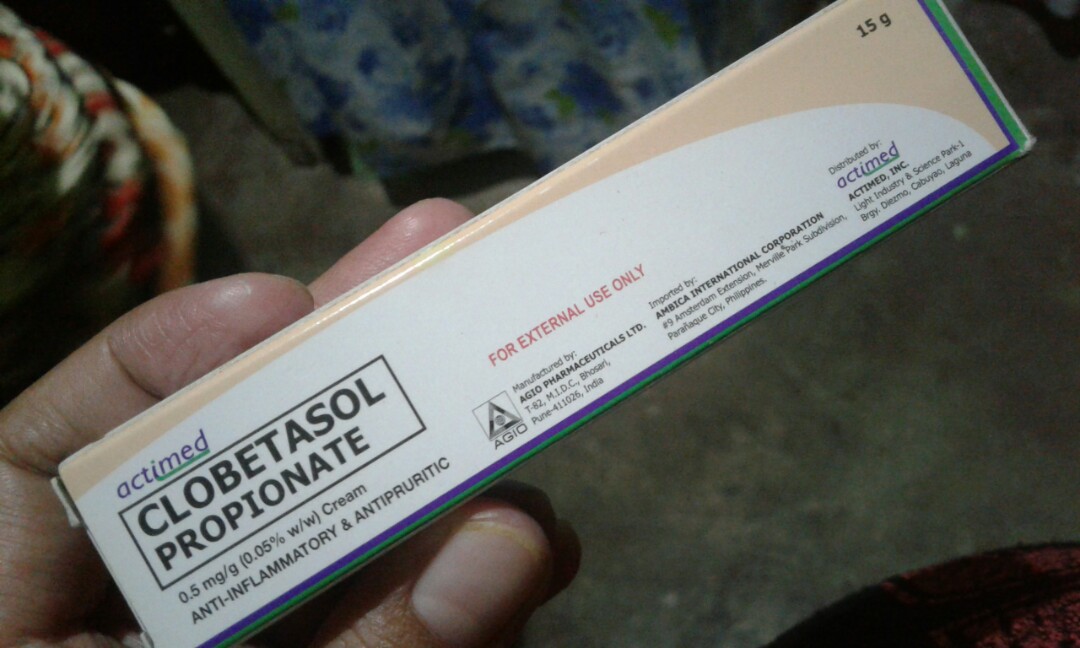 15 g
actimed
CLOBETASOL
PROPIONATE
0.5 mg/g (0.05% w/w) Cream
ANTI-INFLAMMATORY & ANTIPRURITIC
FOR EXTERNAL USE ONLY
AGIO
Manufactured by:
AGIO PHARMACEUTICALS LTD.
T-82, M.I.D.C., Bhosari,
Pune-411026, India
Imported by:
AMBICA INTERNATIONAL CORPORATION
#9 Amsterdam Extension, Merville Park Subdivision,
Parañaque City, Philippines.
Distributed by:
actimed
ACTIMED, INC.
Light Industry & Science Park-1
Brgy. Diezmo, Cabuyao, Laguna